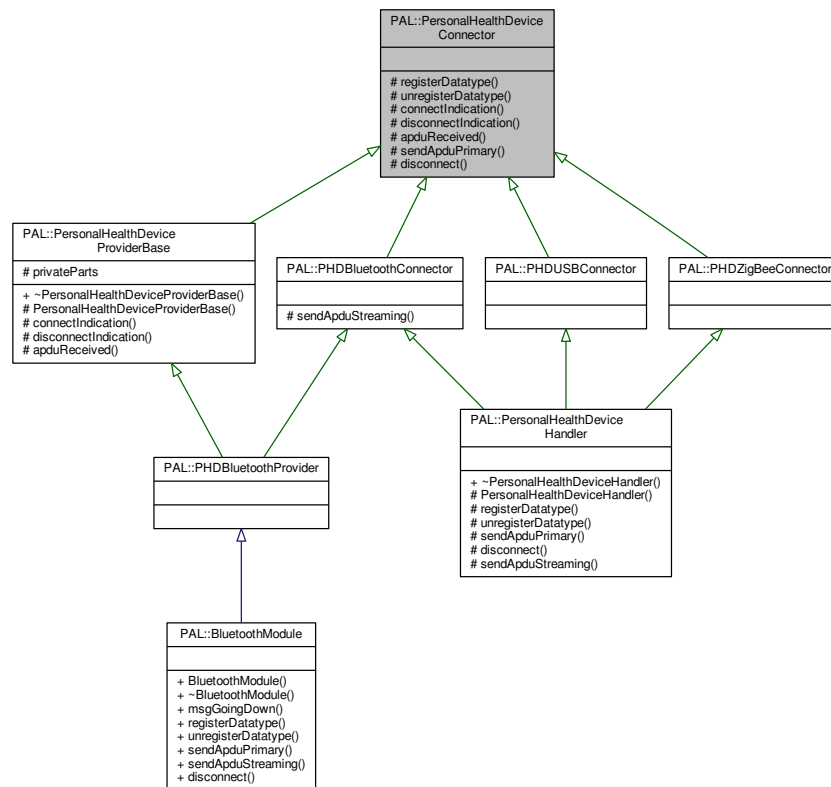 PAL::PersonalHealthDevice
Connector
# registerDatatype()
# unregisterDatatype()
# connectIndication()
# disconnectIndication()
# apduReceived()
# sendApduPrimary()
# disconnect()
PAL::PersonalHealthDevice
ProviderBase
# privateParts
+ ~PersonalHealthDeviceProviderBase()
# PersonalHealthDeviceProviderBase()
# connectIndication()
# disconnectIndication()
# apduReceived()
PAL::PHDBluetoothConnector
# sendApduStreaming()
PAL::PHDUSBConnector
PAL::PHDZigBeeConnector
PAL::PHDBluetoothProvider
PAL::PersonalHealthDevice
Handler
+ ~PersonalHealthDeviceHandler()
# PersonalHealthDeviceHandler()
# registerDatatype()
# unregisterDatatype()
# sendApduPrimary()
# disconnect()
# sendApduStreaming()
PAL::BluetoothModule
+ BluetoothModule()
+ ~BluetoothModule()
+ msgGoingDown()
+ registerDatatype()
+ unregisterDatatype()
+ sendApduPrimary()
+ sendApduStreaming()
+ disconnect()